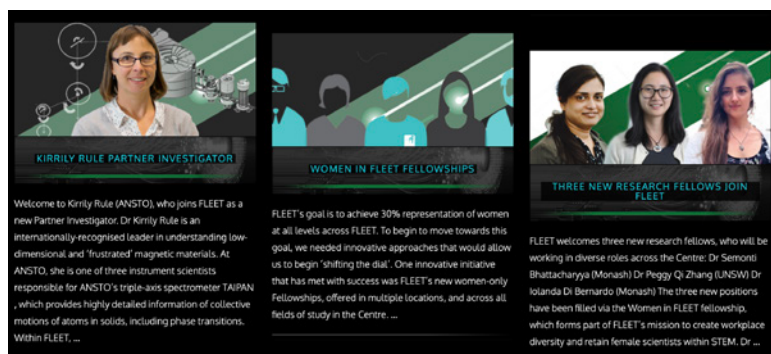 KIRRILY RULE PARTNER INVESTIGATOR
Welcome to Kirrily Rule (ANSTO), who joins FLEET as a
new Partner Investigator. Dr Kirrily Rule is an
internationally-recognised leader in understanding low-
dimensional and 'frustrated' magnetic materials. At
ANSTO, she is one of three instrument scientists
responsible for ANSTO's triple-axis spectrometer TAIPAN
, which provides highly detailed information of collective
motions of atoms in solids, including phase transitions.
Within FLEET, ...
WOMEN IN FLEET FELLOWSHIPS
FLEET's goal is to achieve 30% representation of women
at all levels across FLEET. To begin to move towards this
goal, we needed innovative approaches that would allow
us to begin 'shifting the dial'. One innovative initiative
that has met with success was FLEET's new women-only
Fellowships, offered in multiple locations, and across all
fields of study in the Centre. ...
THREE NEW RESEARCH FELLOWS JOIN
FLEET
FLEET welcomes three new research fellows, who will be
working in diverse roles across the Centre: Dr Semonti
Bhattacharyya (Monash) Dr Peggy Qi Zhang (UNSW) Dr
Iolanda Di Bernardo (Monash) The three new positions
have been filled via the Women in FLEET fellowship,
which forms part of FLEET's mission to create workplace
diversity and retain female scientists within STEM. Dr ...